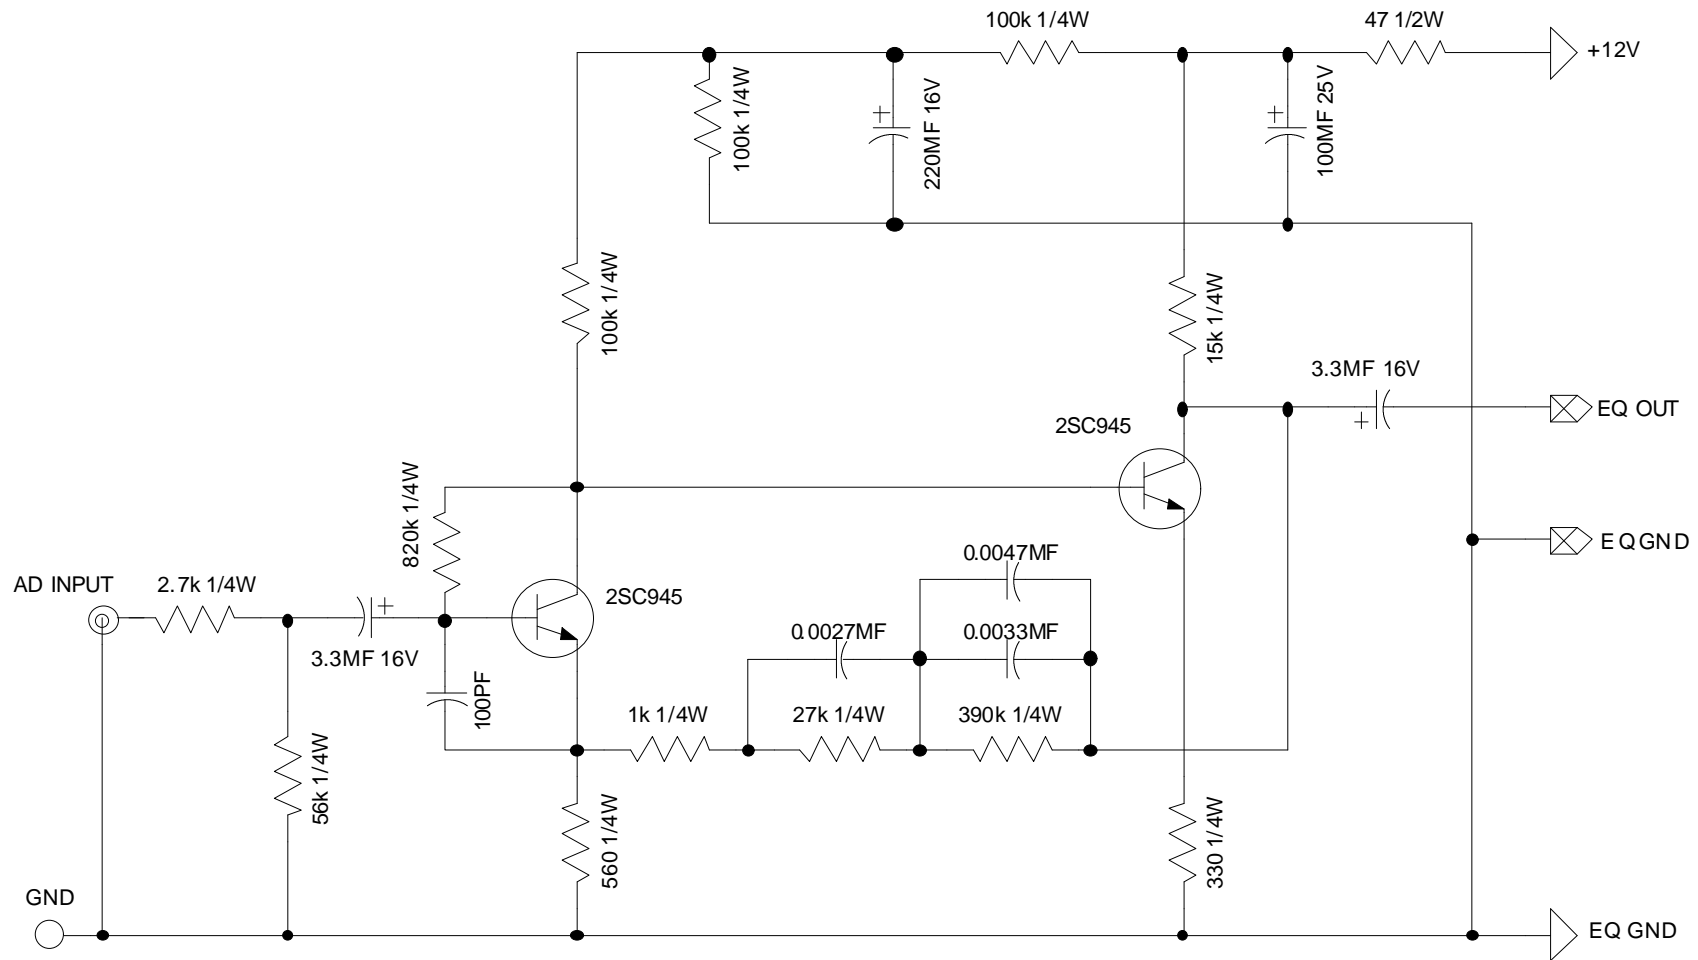 100k 1/4W
47 1/2W
+12V
100k 1/4W
220MF 16V
100MF 25V
100k 1/4W
15k 1/4W
3.3MF 16V
EQ OUT
2SC945
820k 1/4W
EQGND
0.0047MF
AD INPUT
2.7k 1/4W
2SC945
0.0027MF
0.0033MF
3.3MF 16V
100PF
1k 1/4W
27k 1/4W
390k 1/4W
56k 1/4W
560 1/4W
330 1/4W
GND
EQ GND